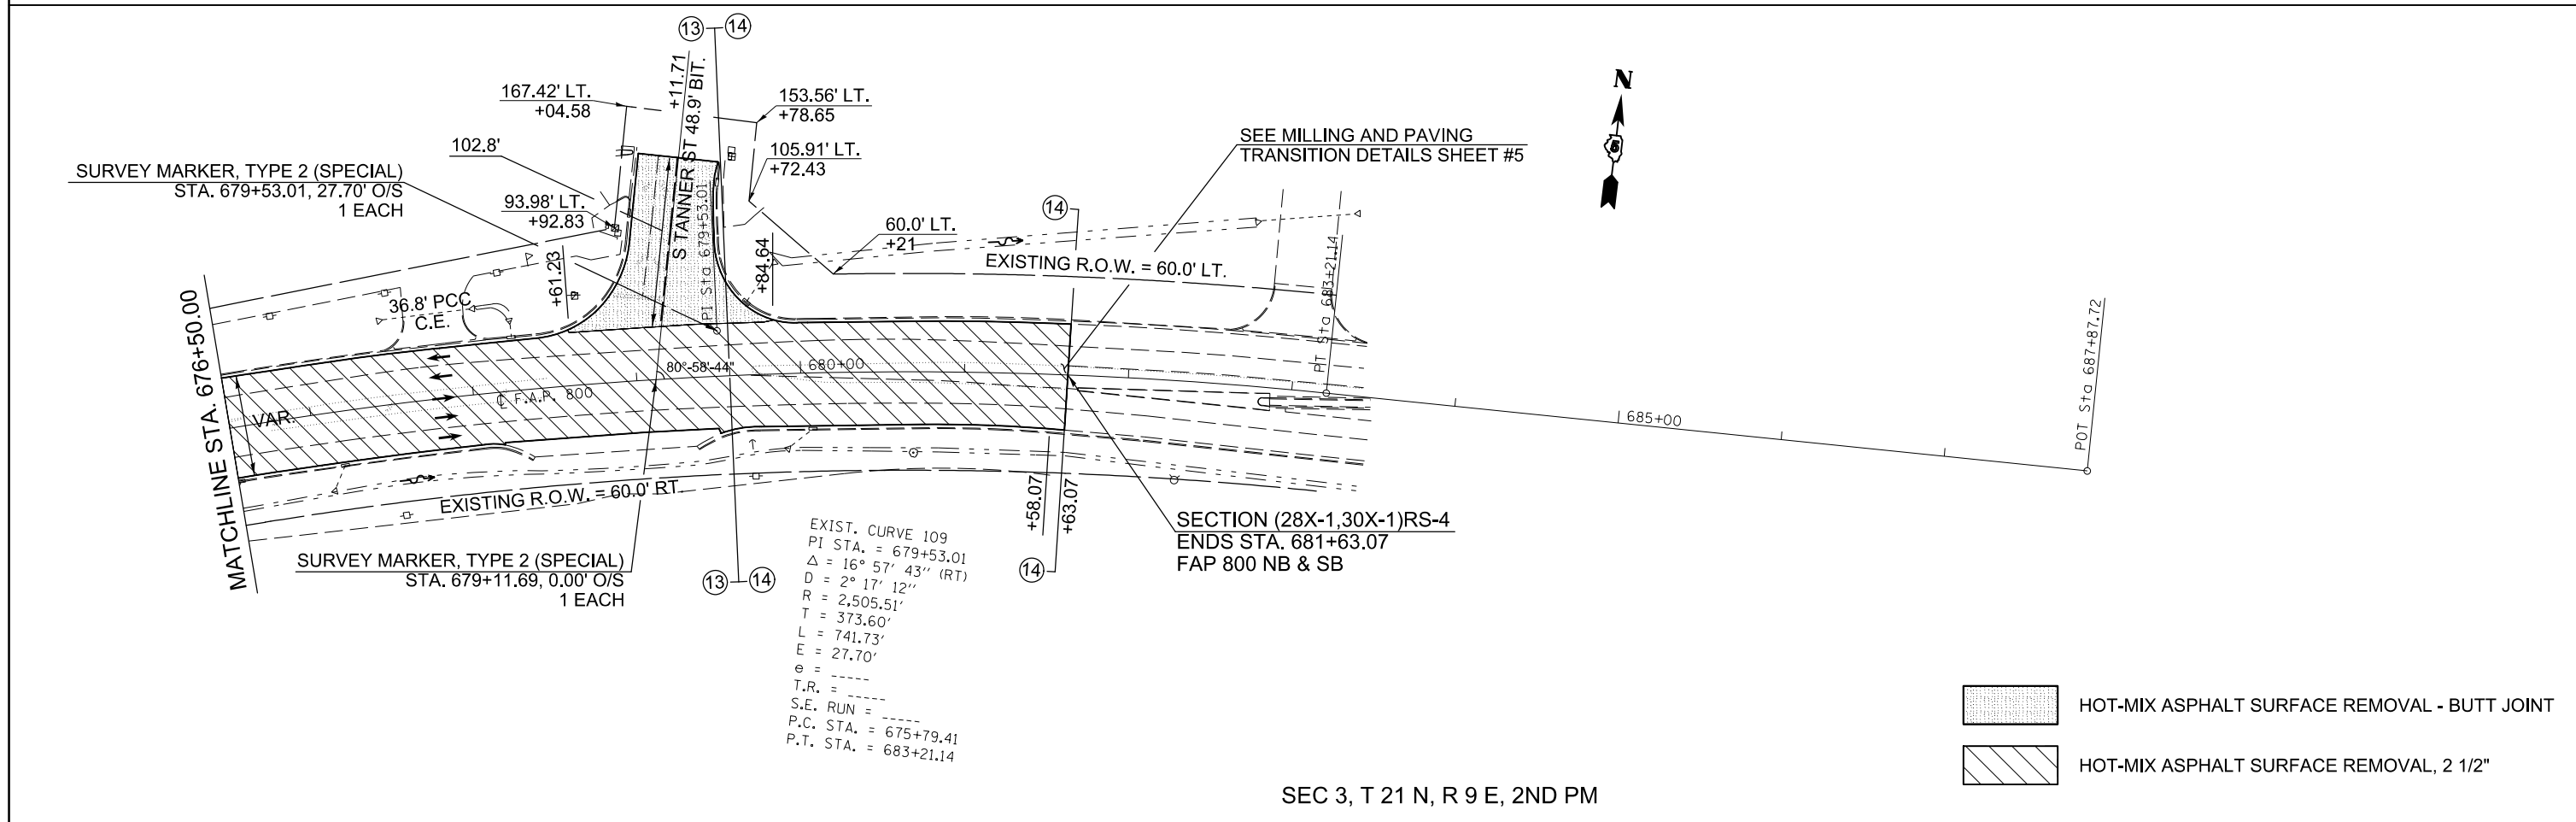 13 14
+11.71
S TANNER ST 48.9' BIT.
167.42' LT.
+04.58
153.56' LT.
+78.65
102.8'
105.91' LT.
+72.43
SURVEY MARKER, TYPE 2 (SPECIAL)
STA. 679+53.01, 27.70' O/S
1 EACH
93.98' LT.
+92.83
PI Sta 679+53.01
+61.23
+84.64
60.0' LT.
+21
EXISTING R.O.W. = 60.0' LT.
14
SEE MILLING AND PAVING
TRANSITION DETAILS SHEET #5
N
5
PT Sta 683+21.14
POT Sta 687+87.72
MATCHLINE STA. 676+50.00
36.8' PCC
C.E.
VAR.
℄ F.A.P. 800
80°-58'-44"
680+00
685+00
EXISTING R.O.W. = 60.0' RT.
+58.07
+63.07
14
SECTION (28X-1,30X-1)RS-4
ENDS STA. 681+63.07
FAP 800 NB & SB
SURVEY MARKER, TYPE 2 (SPECIAL)
STA. 679+11.69, 0.00' O/S
1 EACH
13 14
EXIST. CURVE 109
PI STA. = 679+53.01
Δ = 16° 57' 43'' (RT)
D = 2° 17' 12''
R = 2,505.51'
T = 373.60'
L = 741.73'
E = 27.70'
e = _____
T.R. = _____
S.E. RUN = _____
P.C. STA. = 675+79.41
P.T. STA. = 683+21.14
HOT-MIX ASPHALT SURFACE REMOVAL - BUTT JOINT
HOT-MIX ASPHALT SURFACE REMOVAL, 2 1/2"
SEC 3, T 21 N, R 9 E, 2ND PM